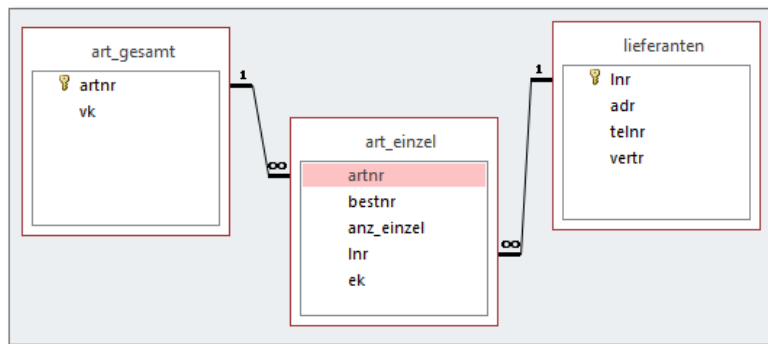 art_gesamt
artnr
vk
1
∞
art_einzel
artnr
bestnr
anz_einzel
lnr
ek
1
∞
lieferanten
lnr
adr
telnr
vertr